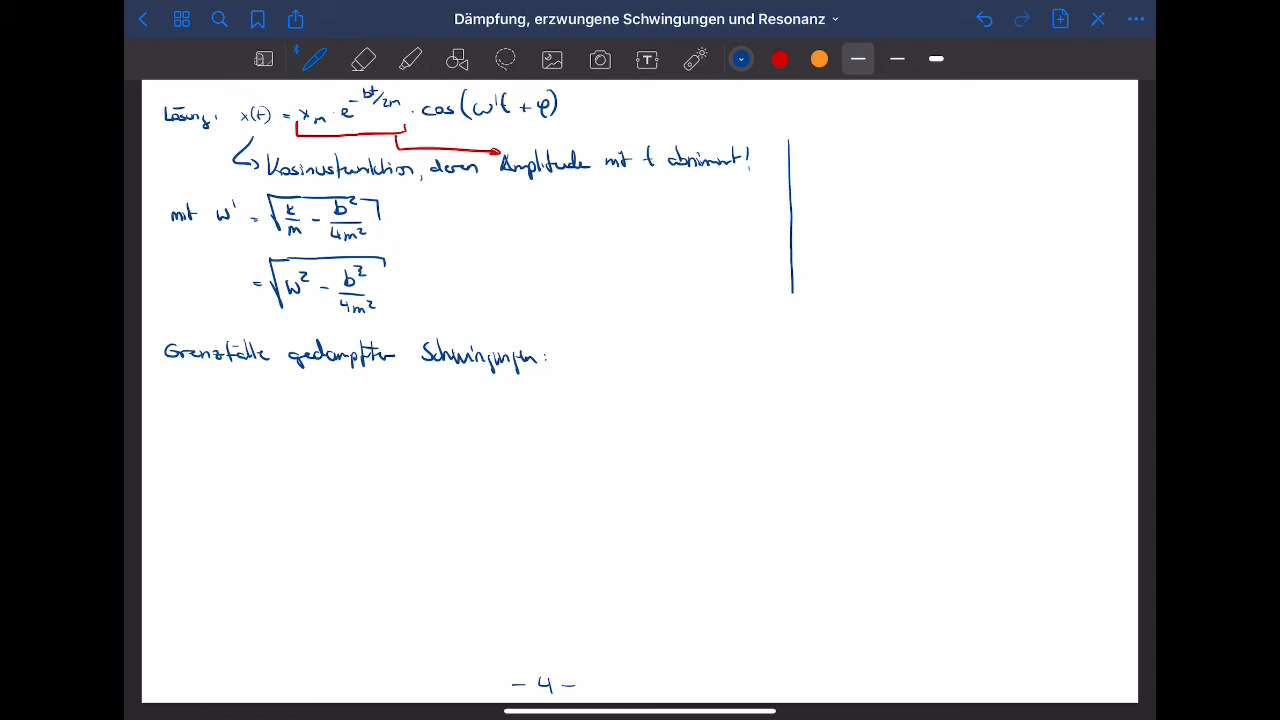 Dämpfung, erzwungene Schwingungen und Resonanz
Lösung: x(t) = x_m · e^{-bt/2m} · cos(ω't + φ)
Kosinusfunktion, deren Amplitude mit t abnimmt!
mit ω' = √(k/m - b²/4m²)
= √(ω² - b²/4m²)
Grenzfälle gedämpfter Schwingungen:
- 4 -